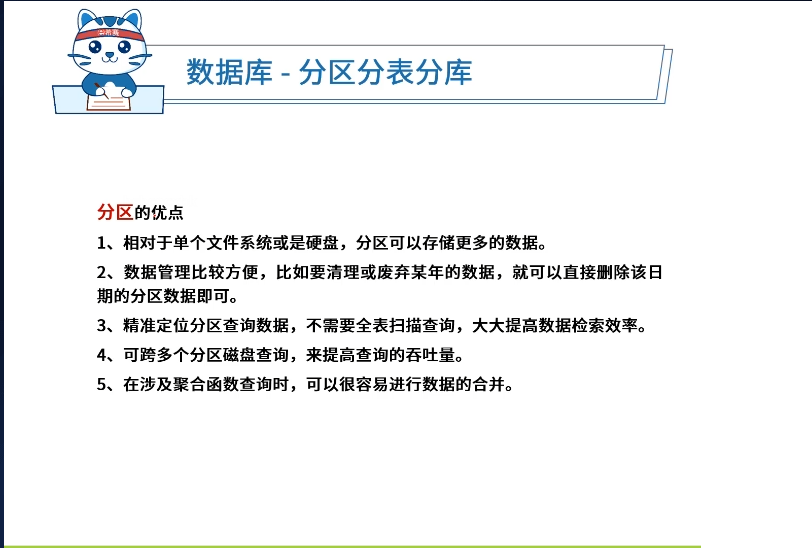 数据库 - 分区分表分库
分区的优点
1、相对于单个文件系统或是硬盘，分区可以存储更多的数据。
2、数据管理比较方便，比如要清理或废弃某年的数据，就可以直接删除该日
期的分区数据即可。
3、精准定位分区查询数据，不需要全表扫描查询，大大提高数据检索效率。
4、可跨多个分区磁盘查询，来提高查询的吞吐量。
5、在涉及聚合函数查询时，可以很容易进行数据的合并。